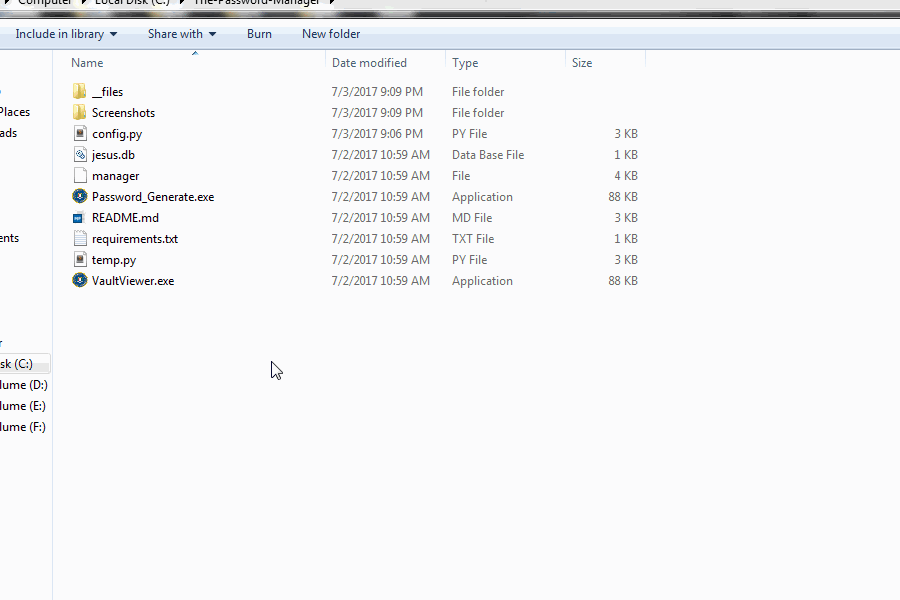 Computer Local Disk (C:) The-Password-Manager
Include in library Share with Burn New folder
Name Date modified Type Size
__files 7/3/2017 9:09 PM File folder
Places Screenshots 7/3/2017 9:09 PM File folder
ads config.py 7/3/2017 9:06 PM PY File 3 KB
jesus.db 7/2/2017 10:59 AM Data Base File 1 KB
manager 7/2/2017 10:59 AM File 4 KB
Password_Generate.exe 7/2/2017 10:59 AM Application 88 KB
README.md 7/2/2017 10:59 AM MD File 3 KB
ents requirements.txt 7/2/2017 10:59 AM TXT File 1 KB
temp.py 7/2/2017 10:59 AM PY File 3 KB
VaultViewer.exe 7/2/2017 10:59 AM Application 88 KB
r
sk (C:)
lume (D:)
lume (E:)
lume (F:)